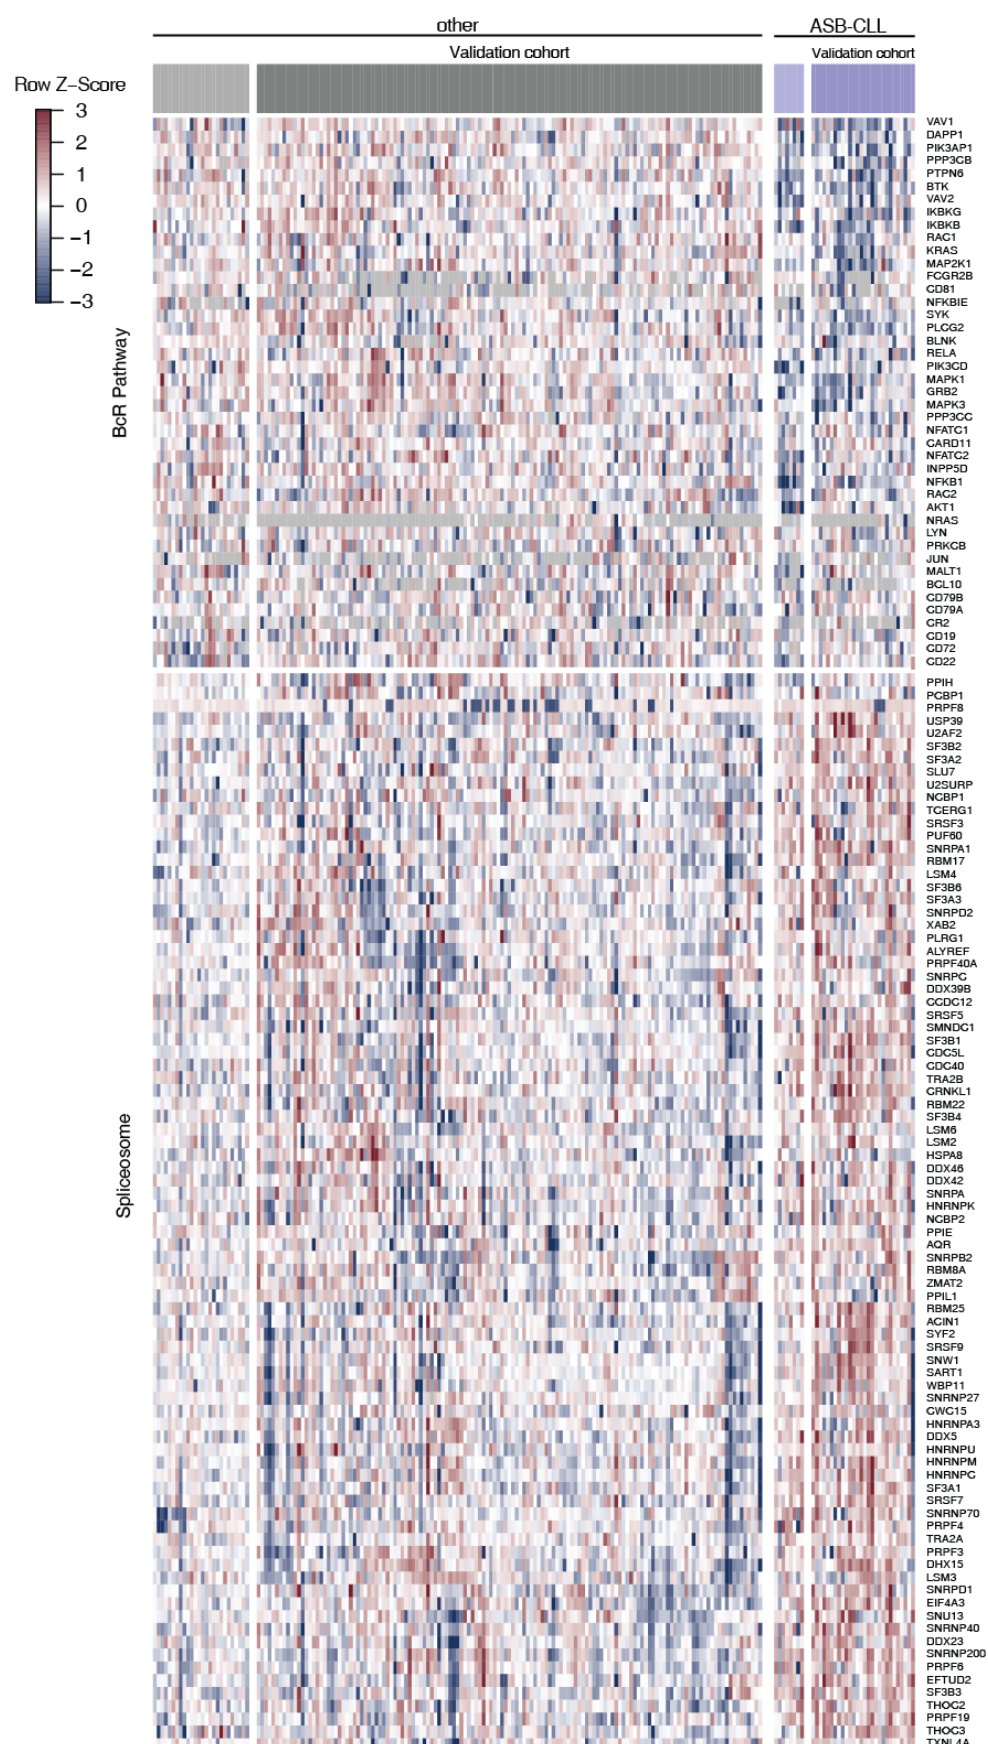 other
ASB-CLL
Validation cohort
Validation cohort
Row Z-Score
3
2
1
0
−1
−2
−3
BcR Pathway
VAV1
DAPP1
PIK3AP1
PPP3CB
PTPN6
BTK
VAV2
IKBKG
IKBKB
RAC1
KRAS
MAP2K1
FCGR2B
CD81
NFKBIE
SYK
PLCG2
BLNK
RELA
PIK3CD
MAPK1
GRB2
MAPK3
PPP3CC
NFATC1
CARD11
NFATC2
INPP5D
NFKB1
RAC2
AKT1
NRAS
LYN
PRKCB
JUN
MALT1
BCL10
CD79B
CD79A
CR2
CD19
CD72
CD22
Spliceosome
PPIH
PCBP1
PRPF8
USP39
U2AF2
SF3B2
SF3A2
SLU7
U2SURP
NCBP1
TCERG1
SRSF3
PUF60
SNRPA1
RBM17
LSM4
SF3B6
SF3A3
SNRPD2
XAB2
PLRG1
ALYREF
PRPF40A
SNRPC
DDX39B
CCDC12
SRSF5
SMNDC1
SF3B1
CDC5L
CDC40
TRA2B
CRNKL1
RBM22
SF3B4
LSM6
LSM2
HSPA8
DDX46
DDX42
SNRPA
HNRNPK
NCBP2
PPIE
AQR
SNRPB2
RBM8A
ZMAT2
PPIL1
RBM25
ACIN1
SYF2
SRSF9
SNW1
SART1
WBP11
SNRNP27
CWC15
HNRNPA3
DDX5
HNRNPU
HNRNPM
HNRNPC
SF3A1
SRSF7
SNRNP70
PRPF4
TRA2A
PRPF3
DHX15
LSM3
SNRPD1
EIF4A3
SNU13
SNRNP40
DDX23
SNRNP200
PRPF6
EFTUD2
SF3B3
THOC2
PRPF19
THOC3
TXNL4A